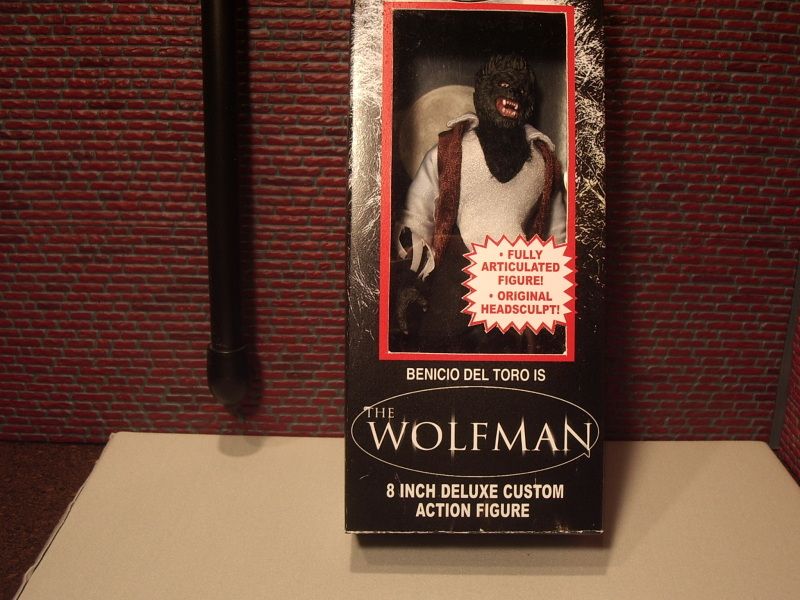 • FULLY
ARTICULATED
FIGURE!
• ORIGINAL
HEADSCULPT!
BENICIO DEL TORO IS
THE
WOLFMAN
8 INCH DELUXE CUSTOM
ACTION FIGURE